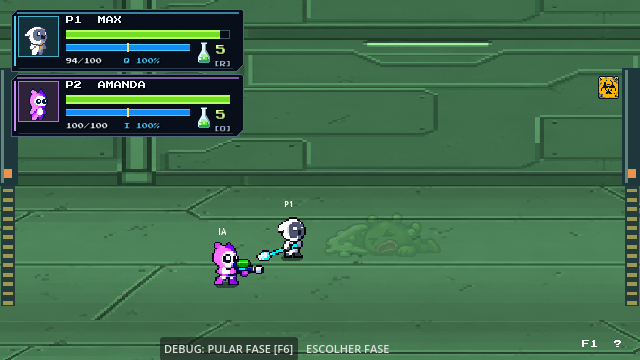 P1 MAX
5
94/100 Q 100% [R]
P2 AMANDA
5
100/100 I 100% [O]
P1
IA
DEBUG: PULAR FASE [F6] ESCOLHER FASE
F1 ?